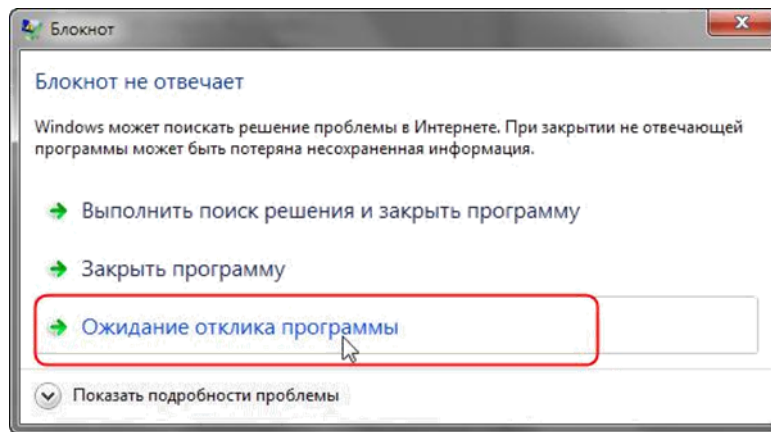 Блокнот
Блокнот не отвечает
Windows может поискать решение проблемы в Интернете. При закрытии не отвечающей
программы может быть потеряна несохраненная информация.
Выполнить поиск решения и закрыть программу
Закрыть программу
Ожидание отклика программы
Показать подробности проблемы